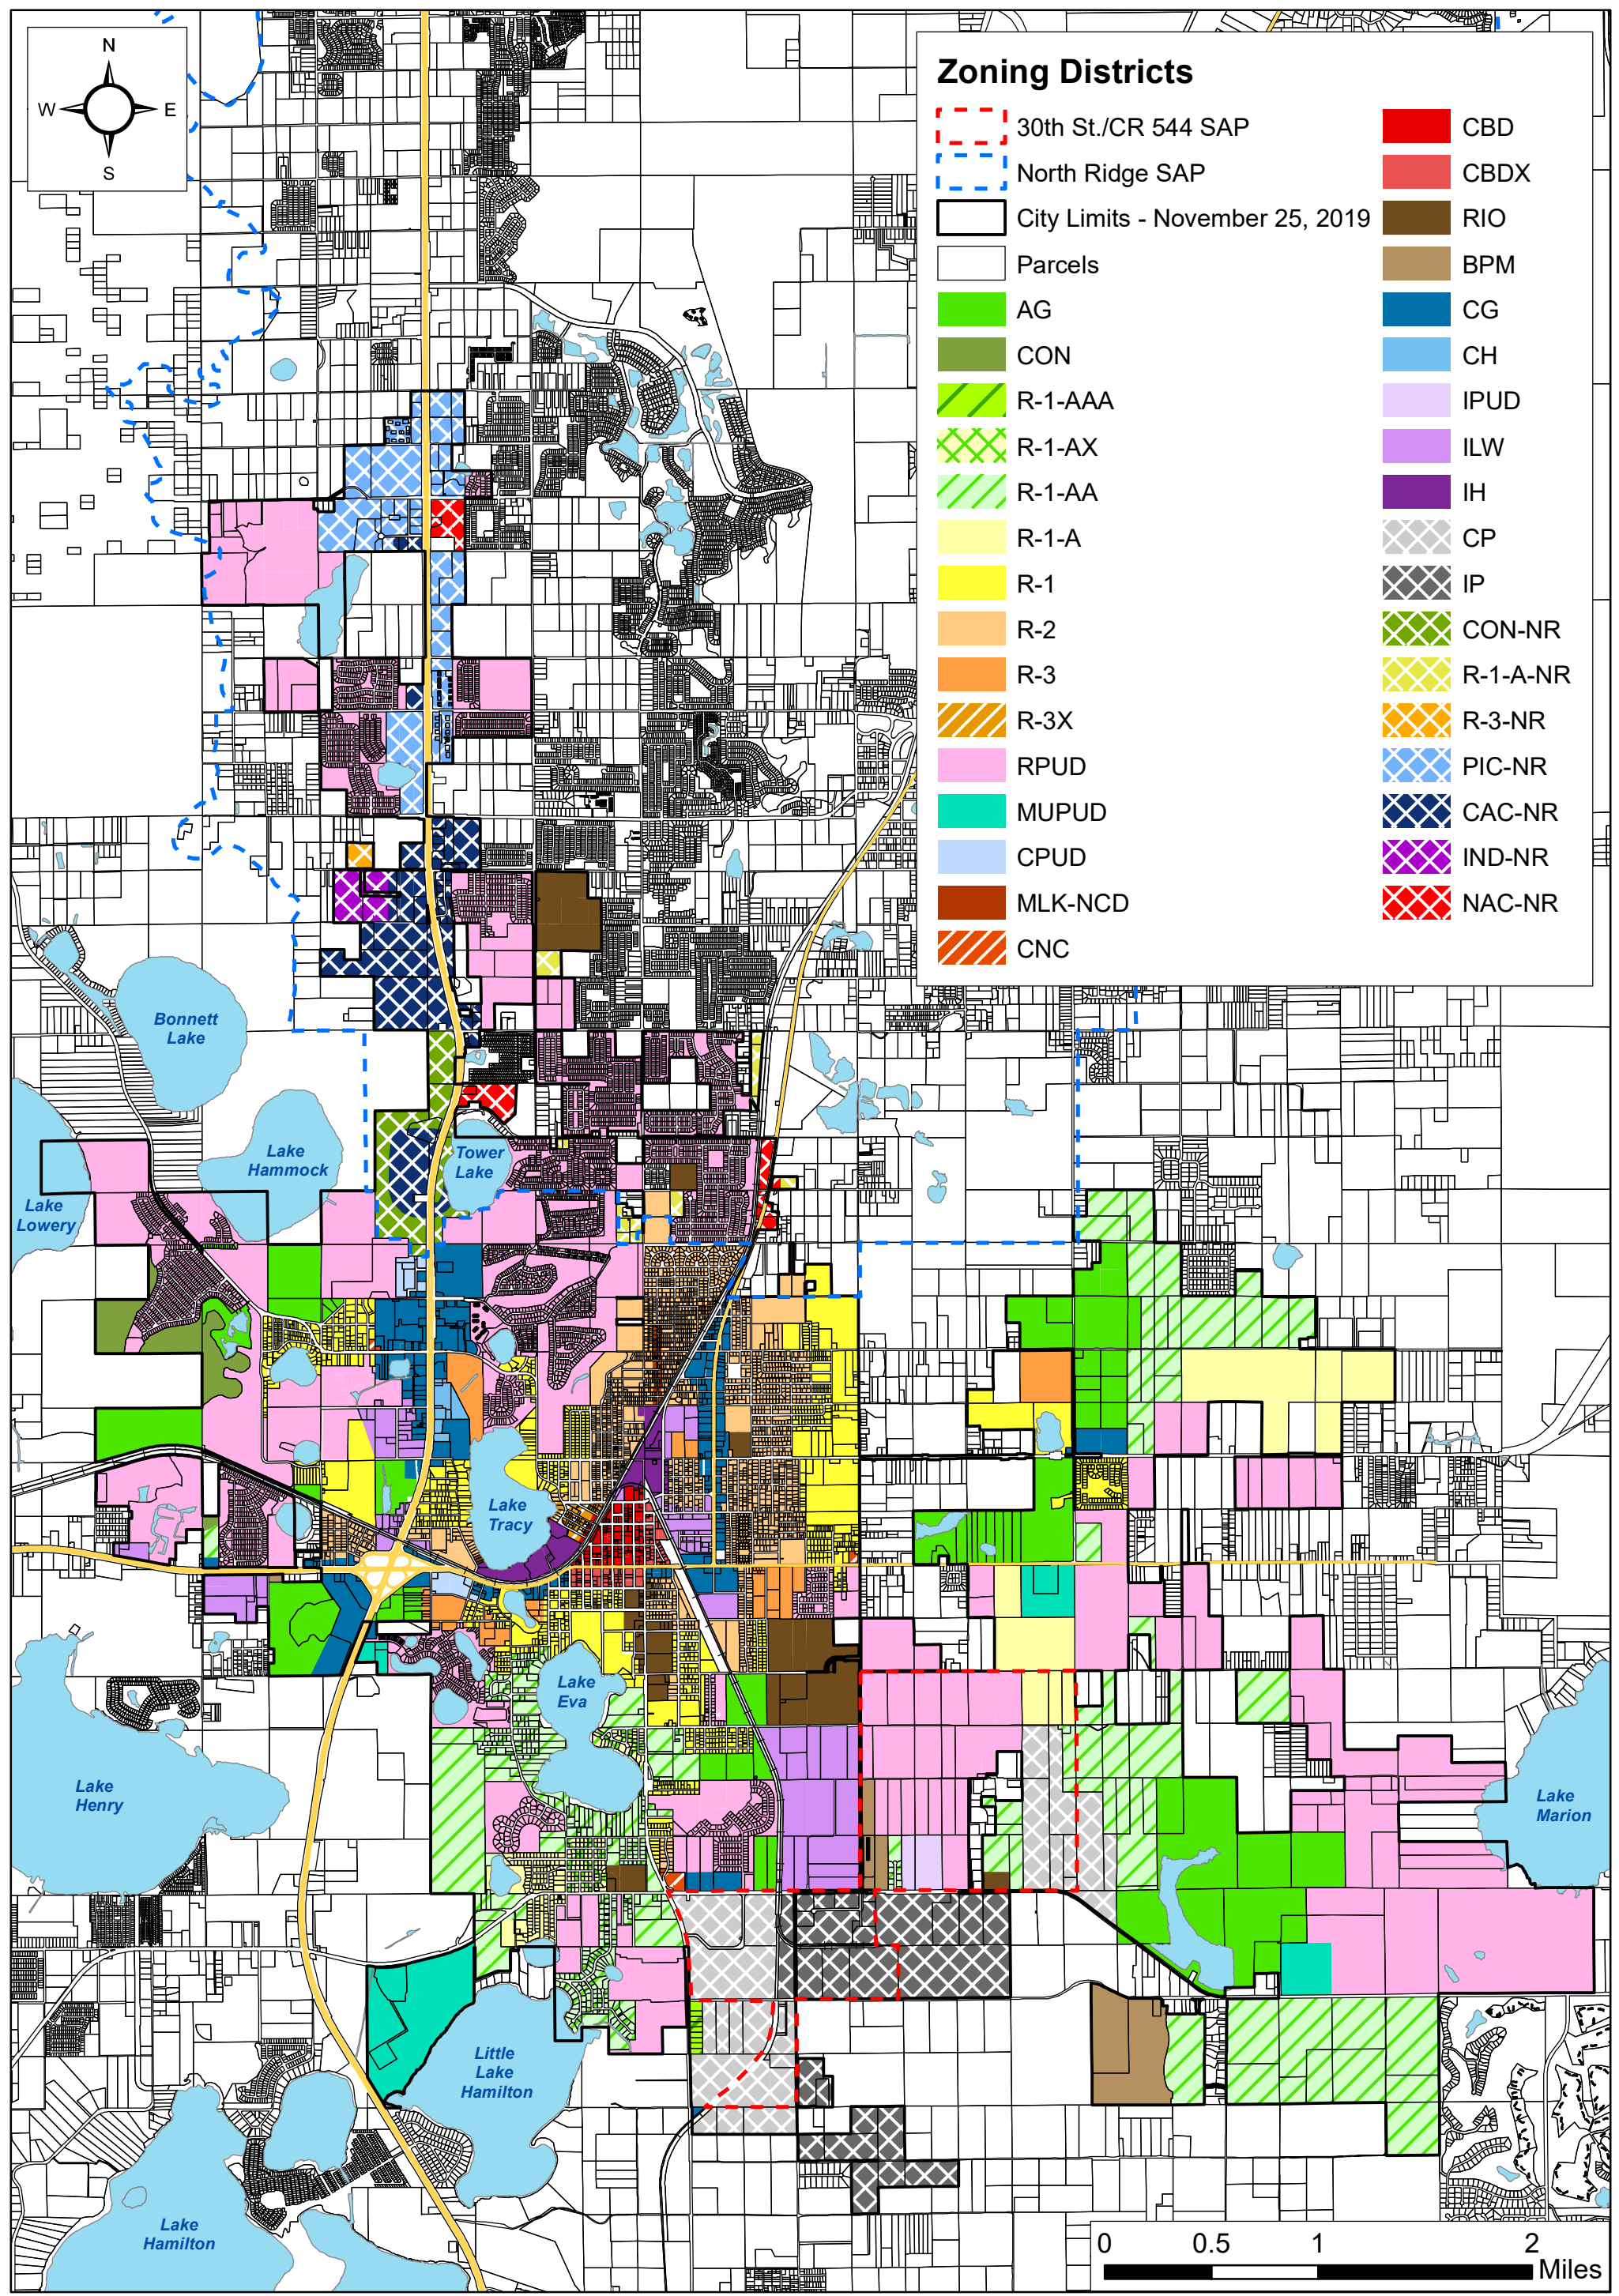 N
W E
S
Zoning Districts
30th St./CR 544 SAP
North Ridge SAP
City Limits - November 25, 2019
Parcels
AG
CON
R-1-AAA
R-1-AX
R-1-AA
R-1-A
R-1
R-2
R-3
R-3X
RPUD
MUPUD
CPUD
MLK-NCD
CNC
CBD
CBDX
RIO
BPM
CG
CH
IPUD
ILW
IH
CP
IP
CON-NR
R-1-A-NR
R-3-NR
PIC-NR
CAC-NR
IND-NR
NAC-NR
Bonnett
Lake
Lake
Hammock
Tower
Lake
Lake
Lowery
Lake
Tracy
Lake
Eva
Lake
Henry
Lake
Marion
Little
Lake
Hamilton
Lake
Hamilton
0 0.5 1 2
Miles